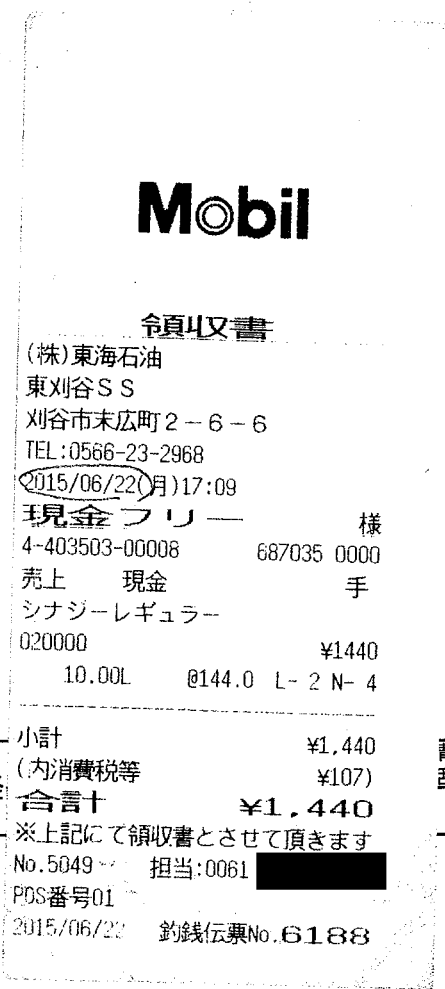 Mobil
領収書
(株)東海石油
東刈谷ＳＳ
刈谷市末広町２－６－６
TEL:0566-23-2968
2015/06/22(月)17:09
現金フリー 様
4-403503-00008 687035 0000
売上 現金 手
シナジーレギュラー
020000 ¥1440
10.00L @144.0 L- 2 N- 4
小計 ¥1,440
(内消費税等 ¥107)
合計 ¥1,440
※上記にて領収書とさせて頂きます
No.5049 担当:0061
POS番号01
2015/06/22 釣銭伝票No.6188